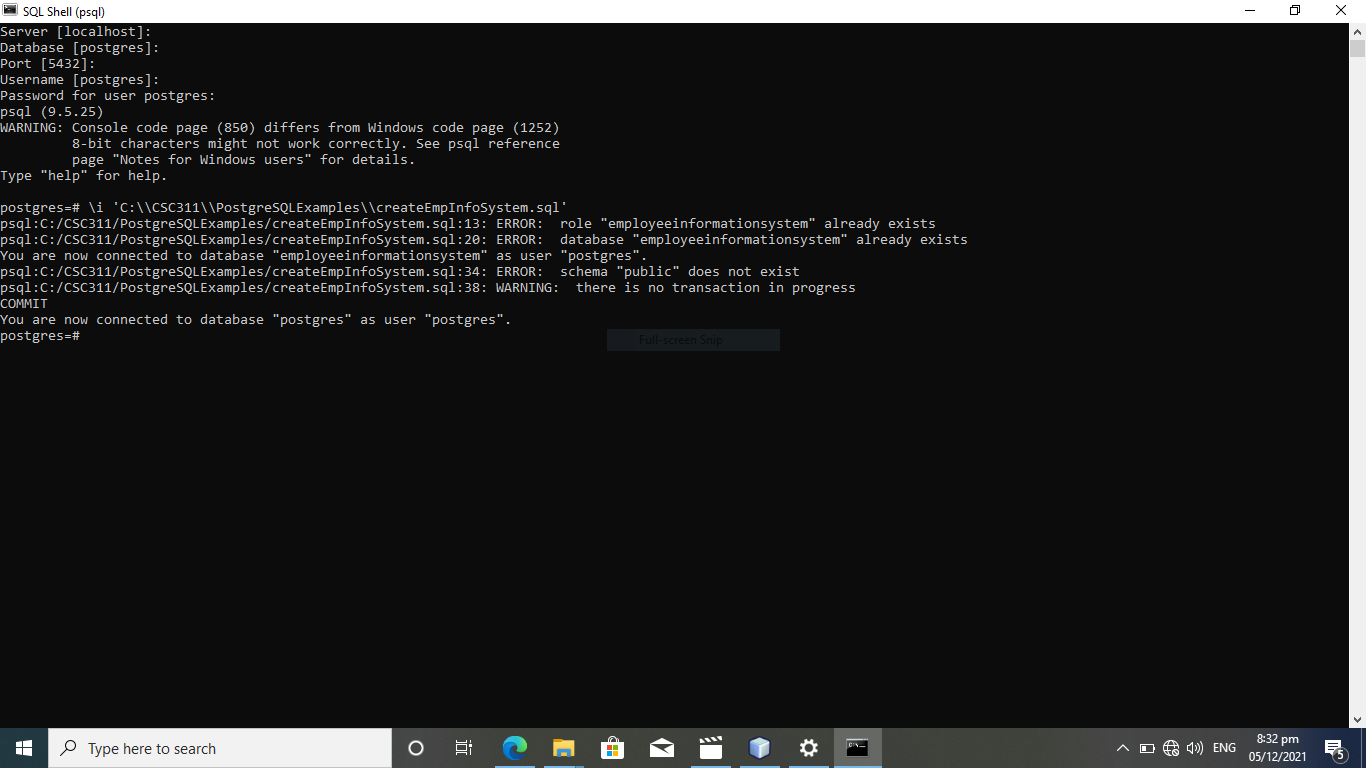 SQL Shell (psql)
Server [localhost]:
Database [postgres]:
Port [5432]:
Username [postgres]:
Password for user postgres:
psql (9.5.25)
WARNING: Console code page (850) differs from Windows code page (1252)
8-bit characters might not work correctly. See psql reference
page "Notes for Windows users" for details.
Type "help" for help.
postgres=# \i 'C:\\CSC311\\PostgreSQLExamples\\createEmpInfoSystem.sql'
psql:C:/CSC311/PostgreSQLExamples/createEmpInfoSystem.sql:13: ERROR:  role "employeeinformationsystem" already exists
psql:C:/CSC311/PostgreSQLExamples/createEmpInfoSystem.sql:20: ERROR:  database "employeeinformationsystem" already exists
You are now connected to database "employeeinformationsystem" as user "postgres".
psql:C:/CSC311/PostgreSQLExamples/createEmpInfoSystem.sql:34: ERROR:  schema "public" does not exist
psql:C:/CSC311/PostgreSQLExamples/createEmpInfoSystem.sql:38: WARNING:  there is no transaction in progress
COMMIT
You are now connected to database "postgres" as user "postgres".
postgres=#
Full-screen Snip
Type here to search
ENG
8:32 pm
05/12/2021
5